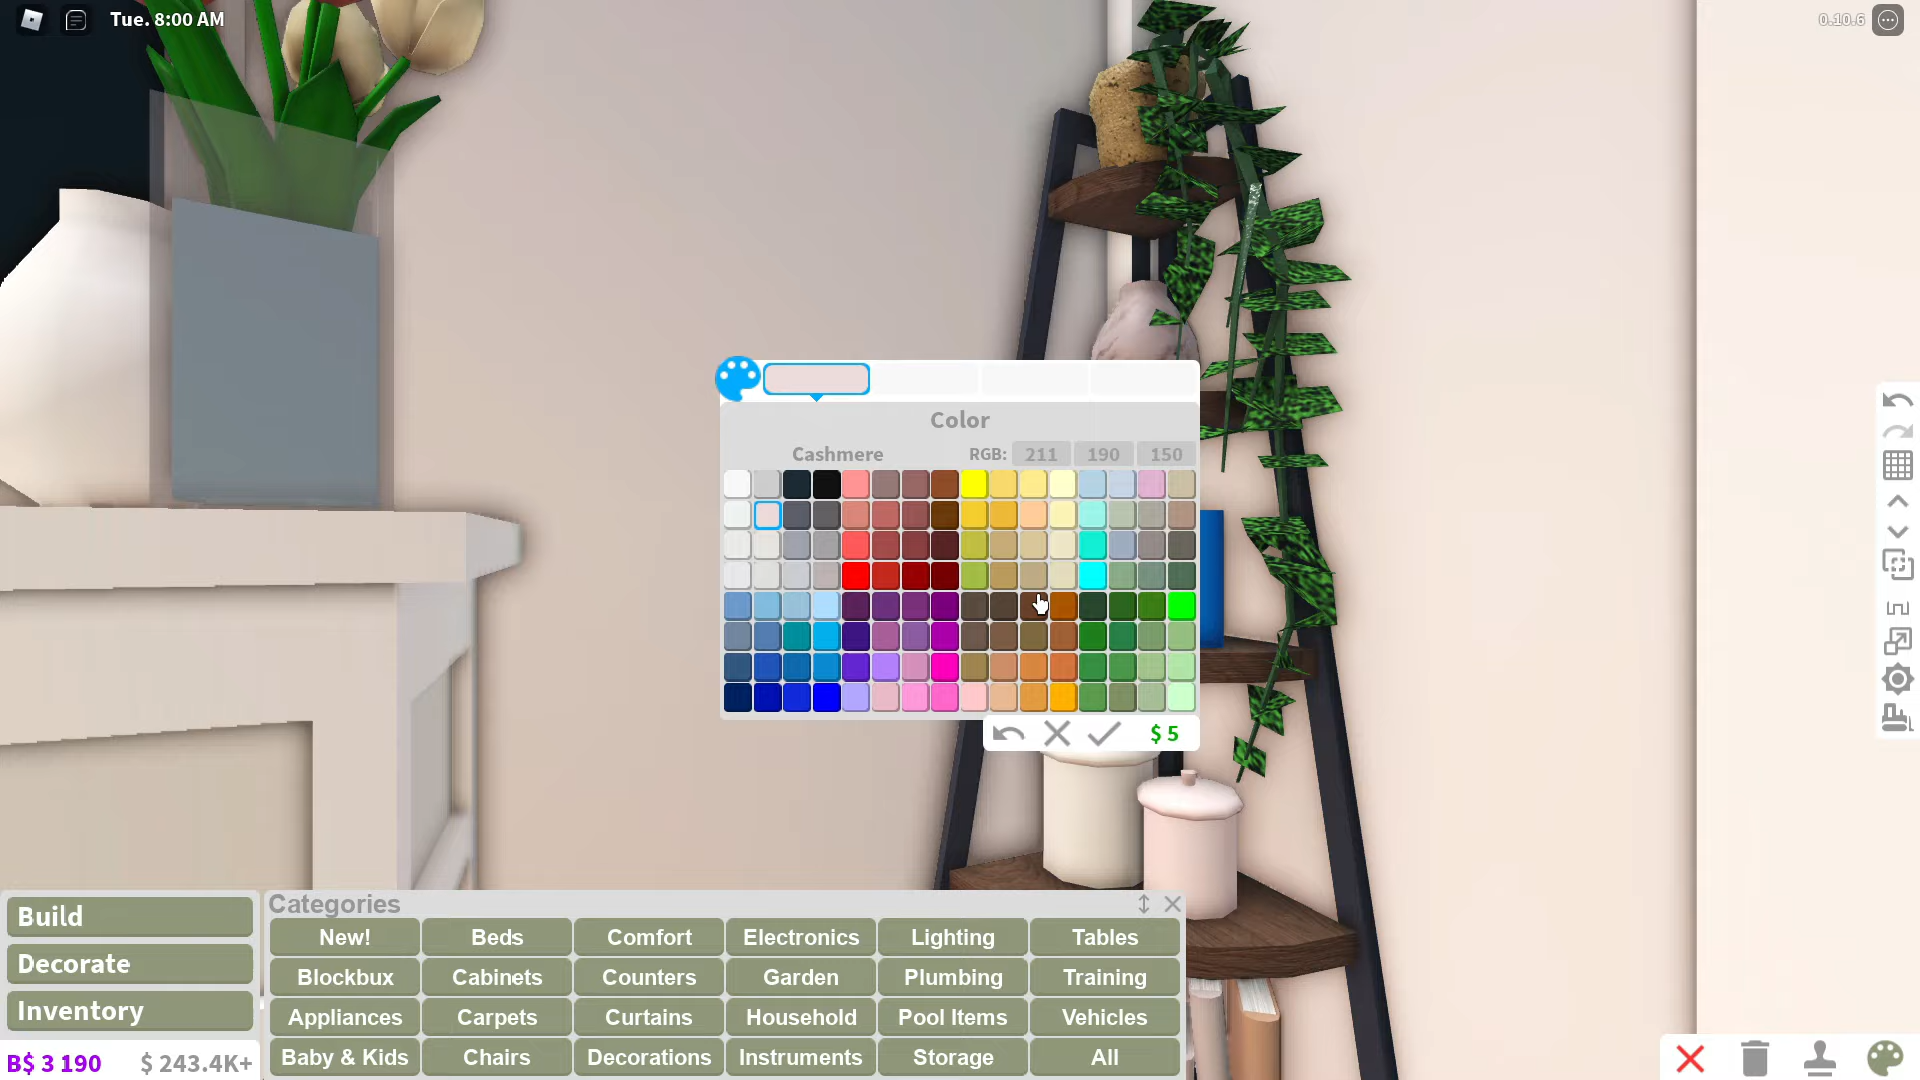 Tue. 8:00 AM
0.10.6
Color
Cashmere RGB: 211 190 150
$ 5
Build
Decorate
Inventory
B$ 3 190 $ 243.4K+
Categories
New! Beds Comfort Electronics Lighting Tables
Blockbux Cabinets Counters Garden Plumbing Training
Appliances Carpets Curtains Household Pool Items Vehicles
Baby & Kids Chairs Decorations Instruments Storage All